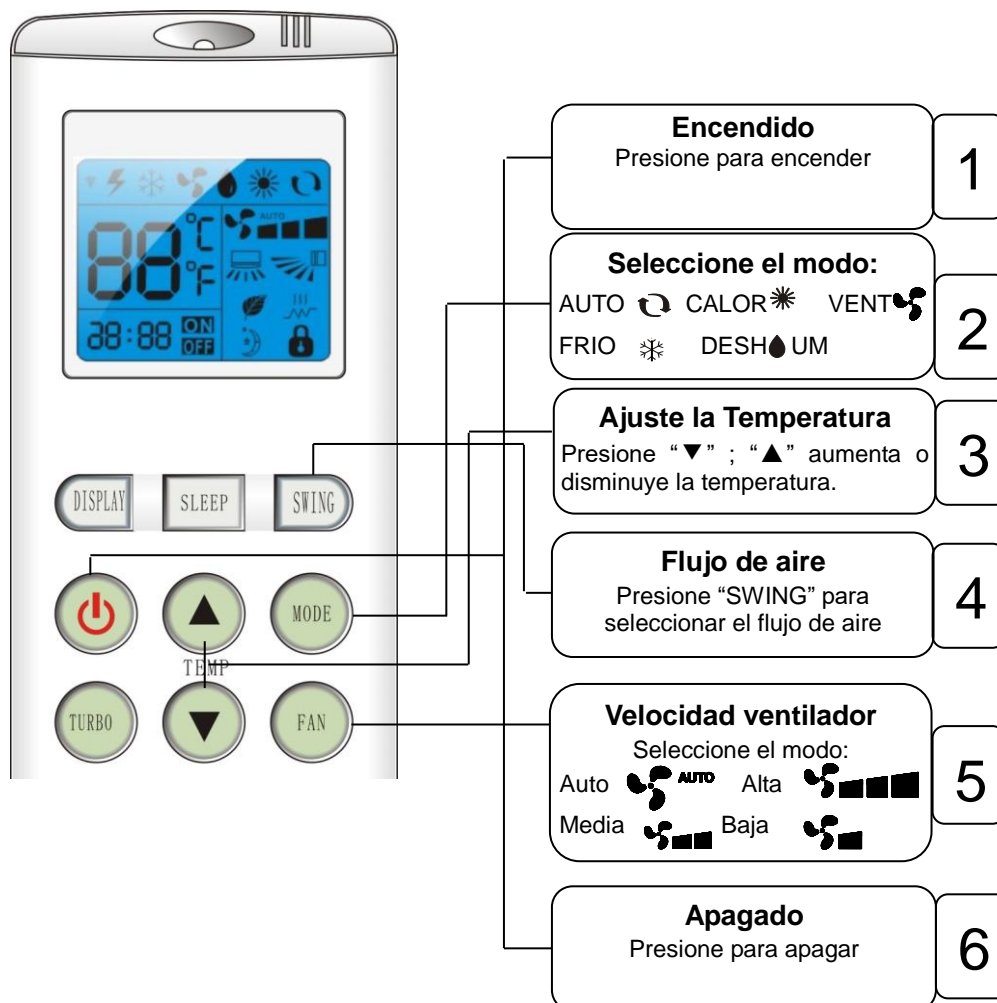 88°C
°F
AUTO
88:88 ON
OFF
DISPLAY
SLEEP
SWING
MODE
TEMP
TURBO
FAN
Encendido
Presione para encender
1
Seleccione el modo:
AUTO CALOR VENT
FRIO DESH UM
2
Ajuste la Temperatura
Presione “▼” ; “▲” aumenta o
disminuye la temperatura.
3
Flujo de aire
Presione “SWING” para
seleccionar el flujo de aire
4
Velocidad ventilador
Seleccione el modo:
Auto AUTO Alta
Media Baja
5
Apagado
Presione para apagar
6